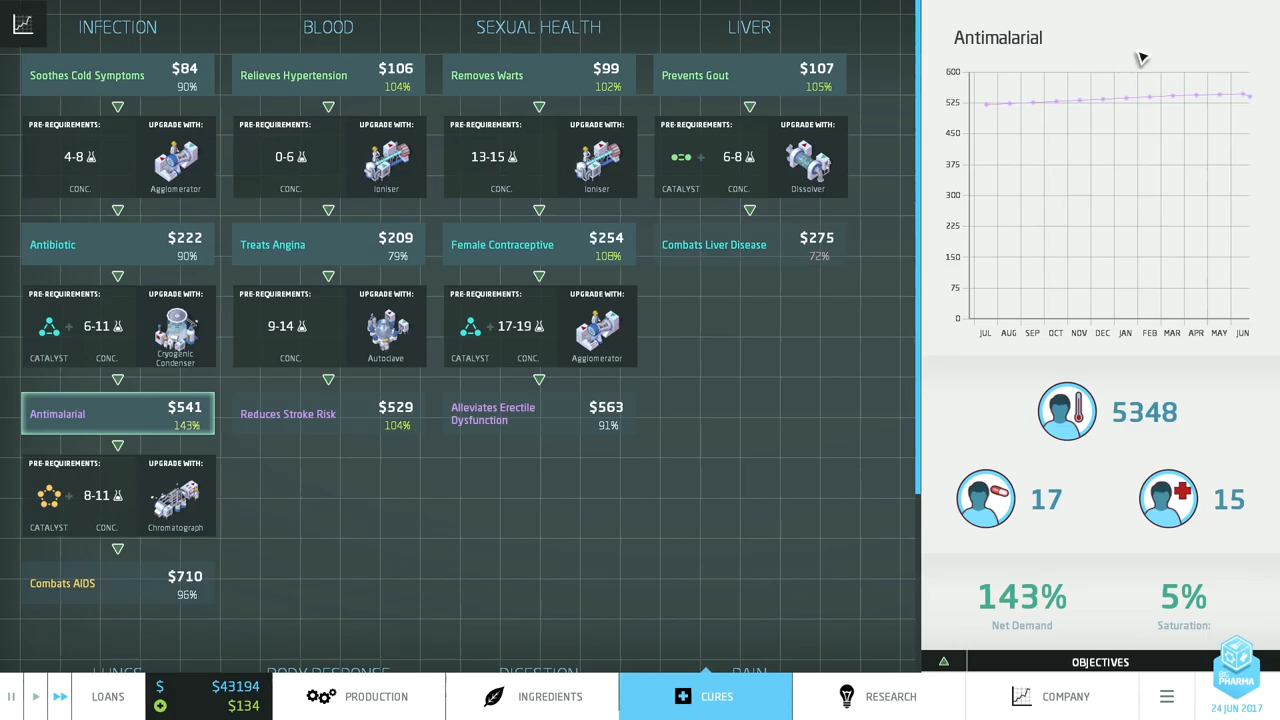 INFECTION
BLOOD
SEXUAL HEALTH
LIVER
Soothes Cold Symptoms
$84
90%
Relieves Hypertension
$106
104%
Removes Warts
$99
102%
Prevents Gout
$107
105%
PRE-REQUIREMENTS:
UPGRADE WITH:
4-8
CONC.
Agglomerator
PRE-REQUIREMENTS:
UPGRADE WITH:
0-6
CONC.
Ioniser
PRE-REQUIREMENTS:
UPGRADE WITH:
13-15
CONC.
Ioniser
PRE-REQUIREMENTS:
UPGRADE WITH:
+ 6-8
CATALYST
CONC.
Dissolver
Antibiotic
$222
90%
Treats Angina
$209
79%
Female Contraceptive
$254
108%
Combats Liver Disease
$275
72%
PRE-REQUIREMENTS:
UPGRADE WITH:
+ 6-11
CATALYST
CONC.
Cryogenic
Condenser
PRE-REQUIREMENTS:
UPGRADE WITH:
9-14
CONC.
Autoclave
PRE-REQUIREMENTS:
UPGRADE WITH:
+ 17-19
CATALYST
CONC.
Agglomerator
Antimalarial
$541
143%
Reduces Stroke Risk
$529
104%
Alleviates Erectile
Dysfunction
$563
91%
PRE-REQUIREMENTS:
UPGRADE WITH:
+ 8-11
CATALYST
CONC.
Chromatograph
Combats AIDS
$710
96%
LUNGS
BODY RESPONSE
DIGESTION
PAIN
Antimalarial
600
525
450
375
300
225
150
75
0
JUL AUG SEP OCT NOV DEC JAN FEB MAR APR MAY JUN
5348
17
15
143%
Net Demand
5%
Saturation:
OBJECTIVES
LOANS
$ $43194
$134
PRODUCTION
INGREDIENTS
CURES
RESEARCH
COMPANY
BIG
PHARMA
24 JUN 2017